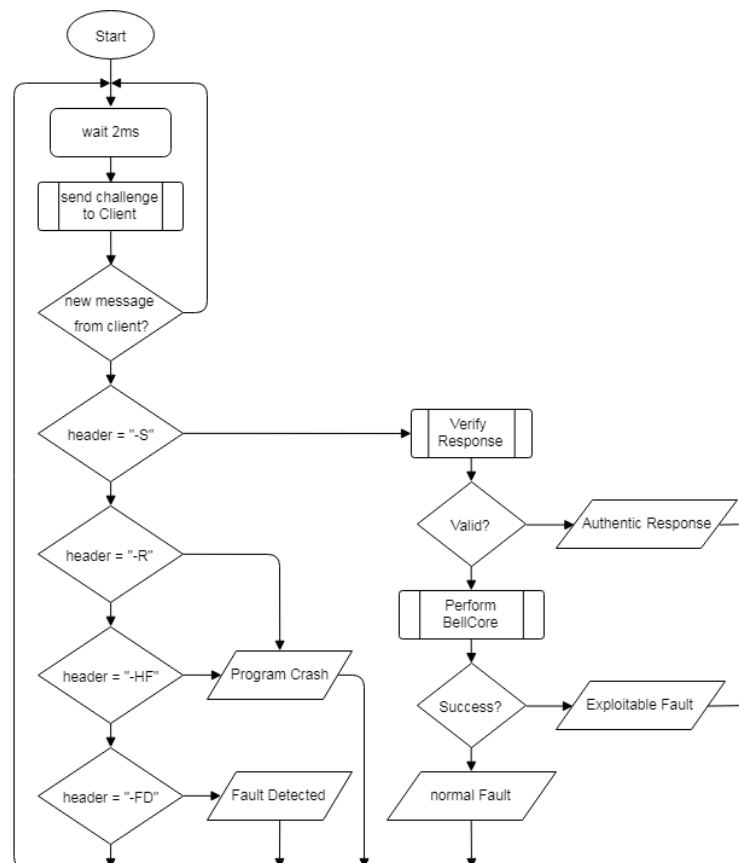 Start
wait 2ms
send challenge
to Client
new message
from client?
header = "-S"
Verify
Response
Valid?
Authentic Response
header = "-R"
Perform
BellCore
header = "-HF"
Program Crash
Success?
Exploitable Fault
header = "-FD"
Fault Detected
normal Fault